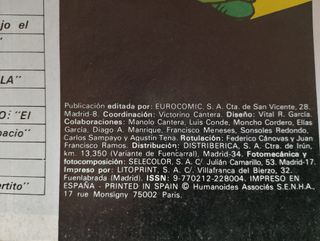 jo el
LA"
O: "El
pacio"
ertito"
Publicación editada por: EUROCOMIC, S. A. Cta. de San Vicente, 28.
Madrid-8. Coordinación: Victorino Cantera. Diseño: Vital R. García.
Colaboraciones: Manolo Cantera, Luis Conde, Moncho Cordero, Elías
García, Diego A. Manrique, Francisco Meneses, Sonsoles Redondo,
Carlos Sampayo y Agustín Tena. Rotulación: Federico Cánovas y Juan
Francisco Ramos. Distribución: DISTRIBERICA, S. A. Ctra. de Irún,
km. 13,350 (Variante de Fuencarral), Madrid-34. Fotomecánica y
fotocomposición: SELECOLOR, S. A. C/ Julián Camarillo, 53. Madrid-17.
Impreso por: LITOPRINT, S. A. C/ Villafranca del Bierzo, 32.
Fuenlabrada (Madrid). ISSN: 9-770212-228004. IMPRESO EN
ESPAÑA - PRINTED IN SPAIN © Humanoides Associés S.E.N.H.A.,
17 rue Monsigny 75002 Paris.